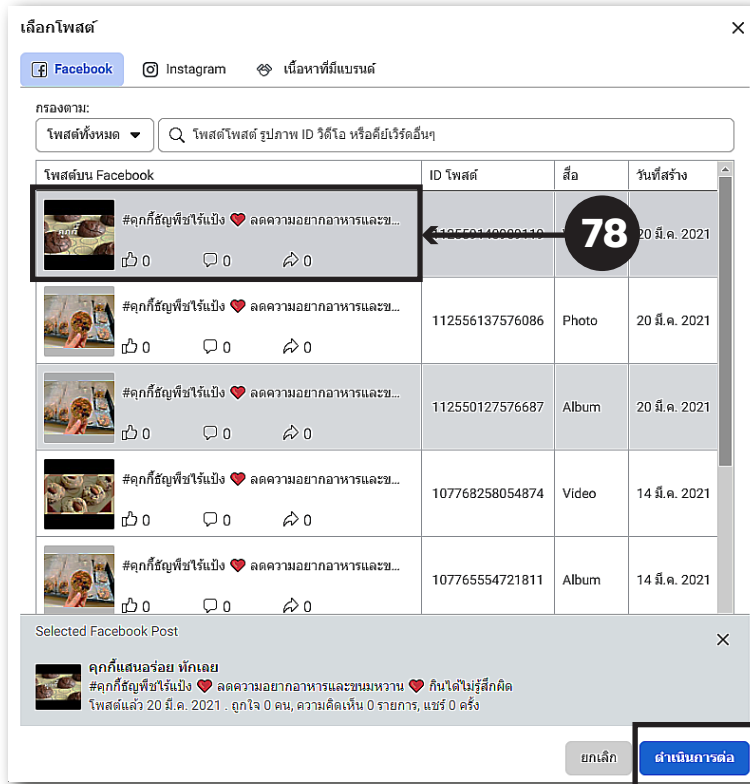 เลือกโพสต์
Facebook Instagram เนื้อหาที่มีแบรนด์
กรองตาม:
โพสต์ทั้งหมด โพสต์โพสต์ รูปภาพ ID วิดีโอ หรือคีย์เวิร์ดอื่นๆ
โพสต์บน Facebook ID โพสต์ สื่อ วันที่สร้าง
#คุกกี้ธัญพืชไร้แป้ง ❤ ลดความอยากอาหารและข...
78 20 มี.ค. 2021
0 0 0
#คุกกี้ธัญพืชไร้แป้ง ❤ ลดความอยากอาหารและข...
112556137576086 Photo 20 มี.ค. 2021
0 0 0
#คุกกี้ธัญพืชไร้แป้ง ❤ ลดความอยากอาหารและข...
112550127576687 Album 20 มี.ค. 2021
0 0 0
#คุกกี้ธัญพืชไร้แป้ง ❤ ลดความอยากอาหารและข...
107768258054874 Video 14 มี.ค. 2021
0 0 0
#คุกกี้ธัญพืชไร้แป้ง ❤ ลดความอยากอาหารและข...
107765554721811 Album 14 มี.ค. 2021
0 0 0
Selected Facebook Post
คุกกี้แสนอร่อย ทักเลย
#คุกกี้ธัญพืชไร้แป้ง ❤ ลดความอยากอาหารและขนมหวาน ❤ กินได้ไม่รู้สึกผิด
โพสต์แล้ว 20 มี.ค. 2021 . ถูกใจ 0 คน, ความคิดเห็น 0 รายการ, แชร์ 0 ครั้ง
ยกเลิก ดำเนินการต่อ